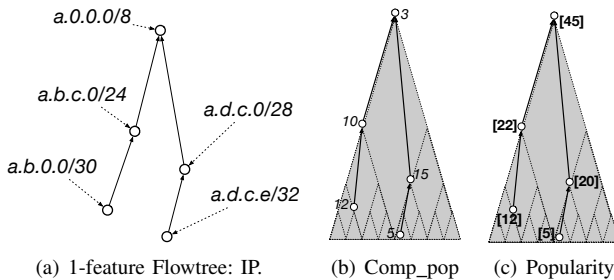 a.0.0.0/8
a.b.c.0/24
a.d.c.0/28
a.b.0.0/30
a.d.c.e/32
(a) 1-feature Flowtree: IP.
3
10
15
12
5
(b) Comp_pop
[45]
[22]
[20]
[12]
[5]
(c) Popularity